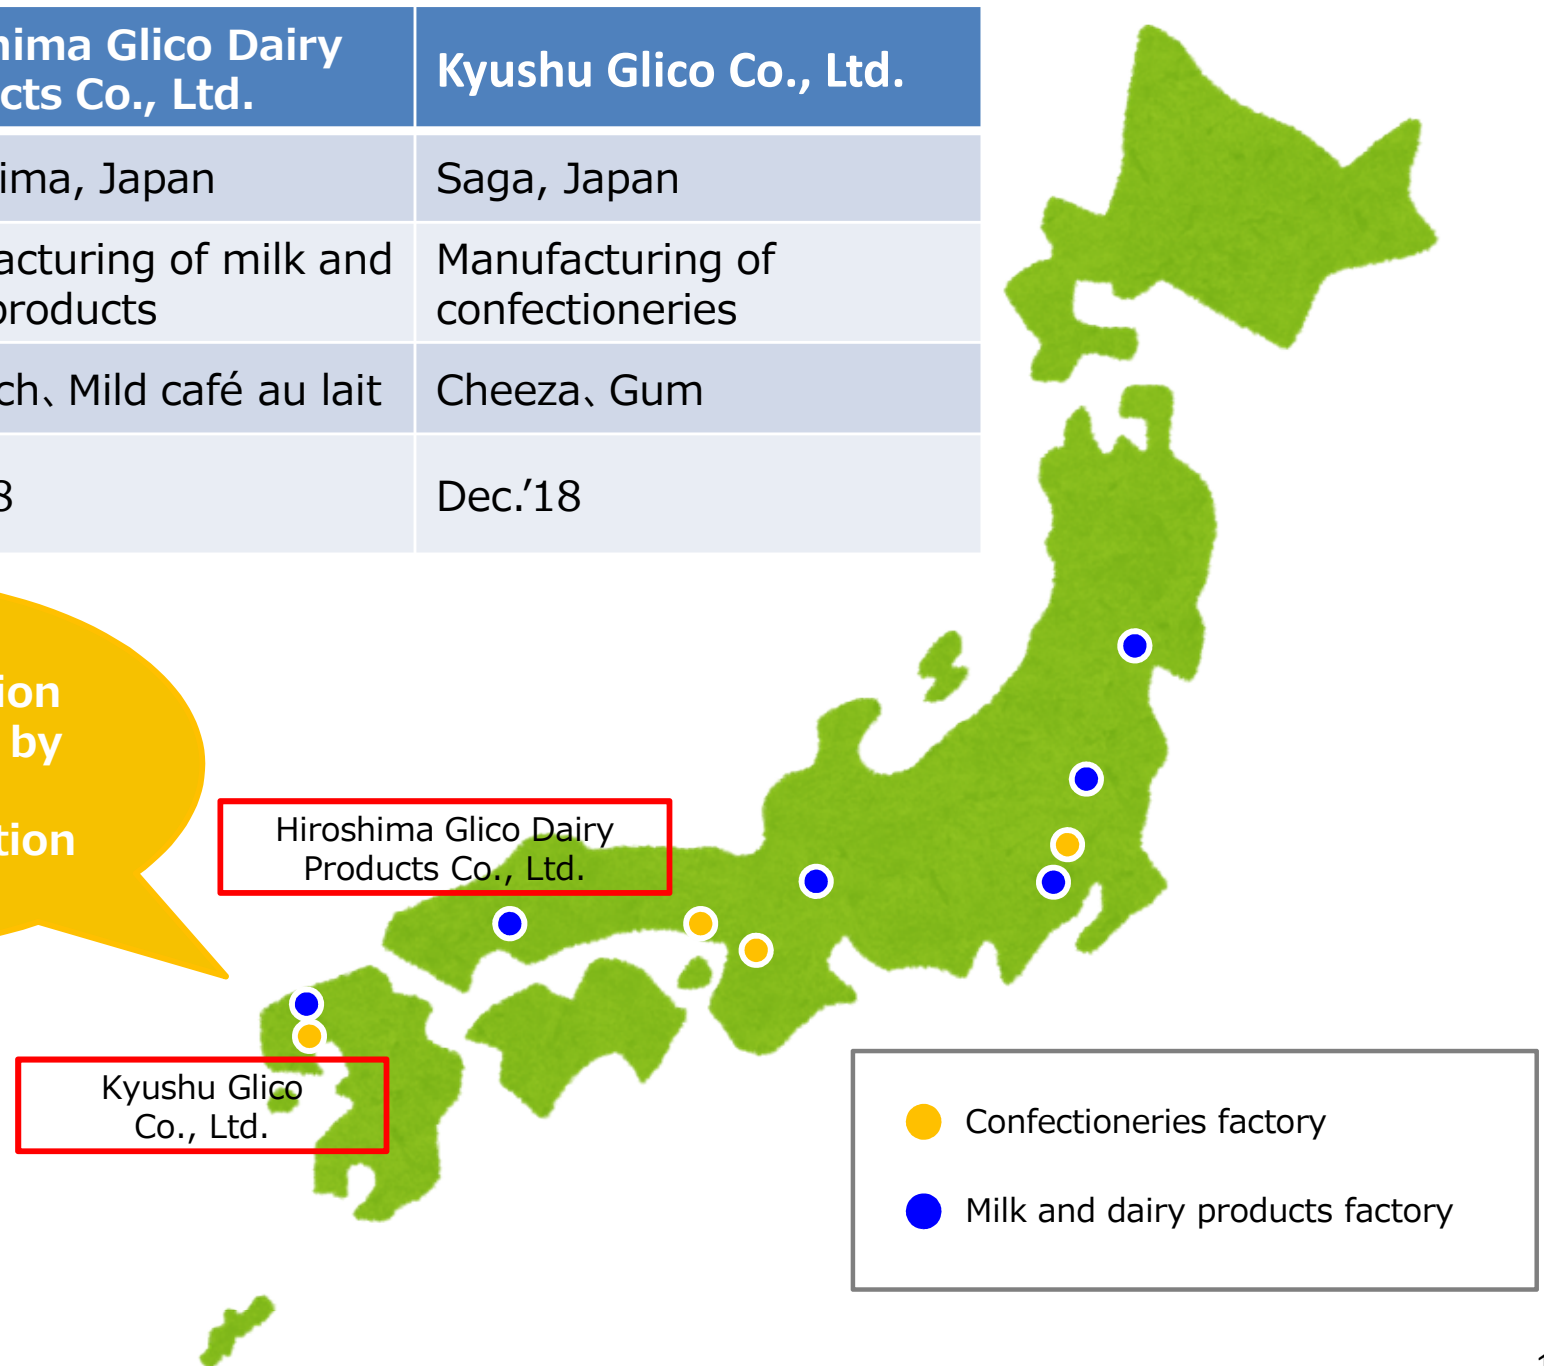 hima Glico Dairy
cts Co., Ltd.
Kyushu Glico Co., Ltd.
ima, Japan
Saga, Japan
acturing of milk and
products
Manufacturing of
confectioneries
ch、Mild café au lait
Cheeza、Gum
8
Dec.’18
ion
by
tion
Hiroshima Glico Dairy
Products Co., Ltd.
Kyushu Glico
Co., Ltd.
Confectioneries factory
Milk and dairy products factory